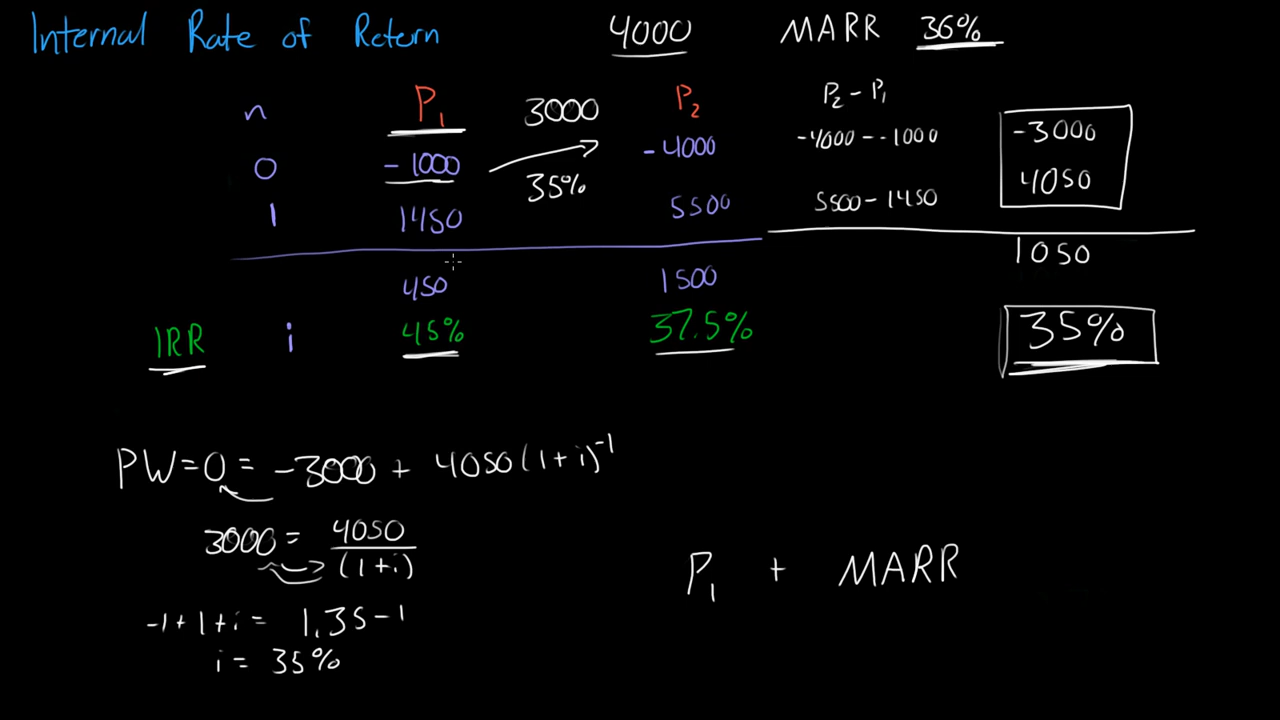 Internal Rate of Return 4000 MARR 36%
n P₁ 3000 P₂ P₂ - P₁
0 - 1000 35% - 4000 -4000 - - 1000 -3000
1 1450 5500 5500 - 1450 4050
450 1500 1050
IRR i 45% 37.5% 35%
PW = 0 = -3000 + 4050(1+i)⁻¹
3000 = 4050 / (1+i)
P₁ + MARR
-1 + 1 + i = 1.35 - 1
i = 35%